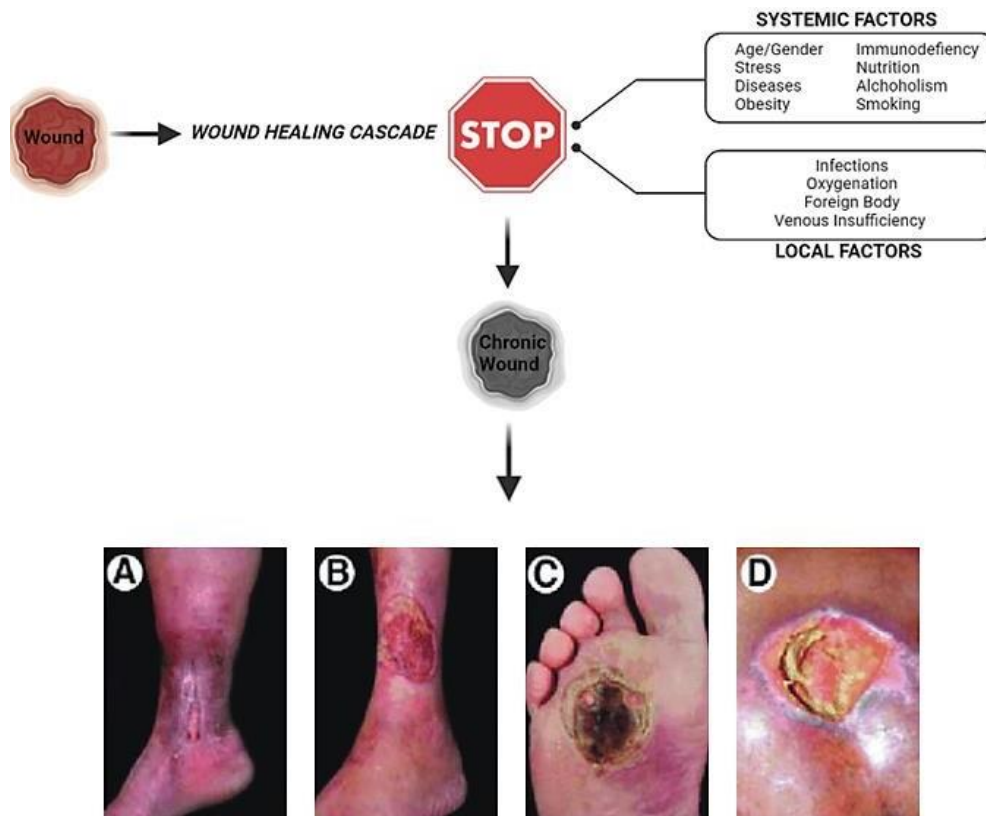 SYSTEMIC FACTORS
Age/Gender Immunodefiency
Stress Nutrition
Diseases Alchoholism
Obesity Smoking
Wound
WOUND HEALING CASCADE
STOP
Infections
Oxygenation
Foreign Body
Venous Insufficiency
LOCAL FACTORS
Chronic
Wound
A
B
C
D